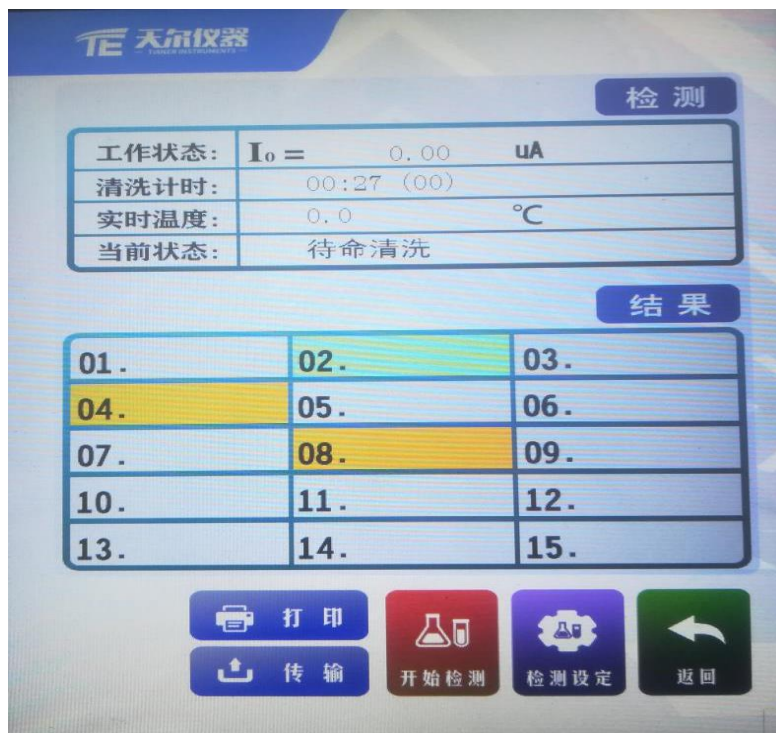 TE 天尔仪器
TIANER INSTRUMENTS
检测
工作状态: I₀ = 0.00 uA
清洗计时: 00:27 (00)
实时温度: 0.0 ℃
当前状态: 待命清洗
结果
01. 02. 03.
04. 05. 06.
07. 08. 09.
10. 11. 12.
13. 14. 15.
打印
传输
开始检测
检测设定
返回